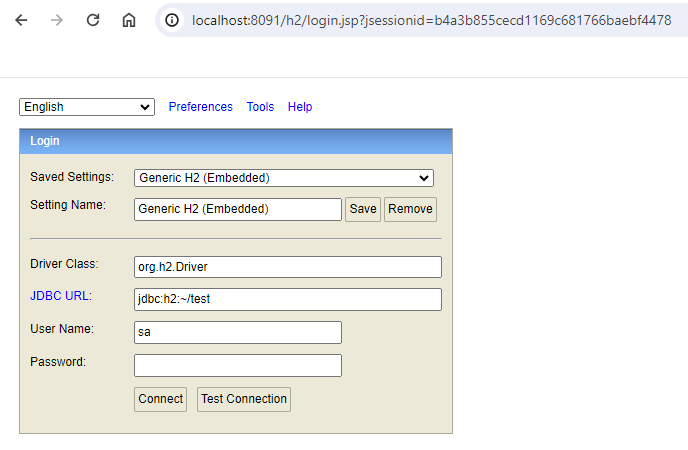 localhost:8091/h2/login.jsp?jsessionid=b4a3b855cecd1169c681766baebf4478
English Preferences Tools Help
Login
Saved Settings: Generic H2 (Embedded)
Setting Name: Generic H2 (Embedded) Save Remove
Driver Class: org.h2.Driver
JDBC URL: jdbc:h2:~/test
User Name: sa
Password:
Connect Test Connection